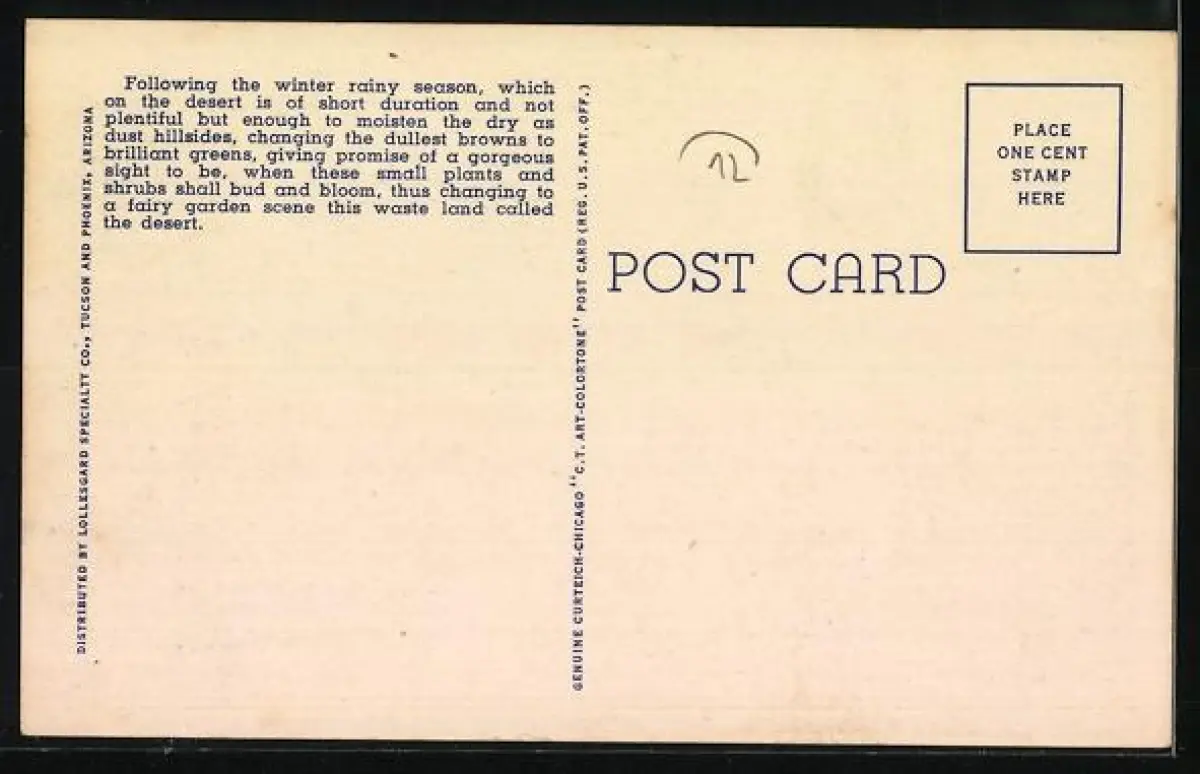 Following the winter rainy season, which
on the desert is of short duration and not
plentiful but enough to moisten the dry as
dust hillsides, changing the dullest browns to
brilliant greens, giving promise of a gorgeous
sight to be, when these small plants and
shrubs shall bud and bloom, thus changing to
a fairy garden scene this waste land called
the desert.
DISTRIBUTED BY LOLLESGARD SPECIALTY CO., TUCSON AND PHOENIX, ARIZONA
GENUINE CURTEICH-CHICAGO "C.T. ART-COLORTONE" POST CARD (REG. U.S. PAT. OFF.)
12
POST CARD
PLACE
ONE CENT
STAMP
HERE